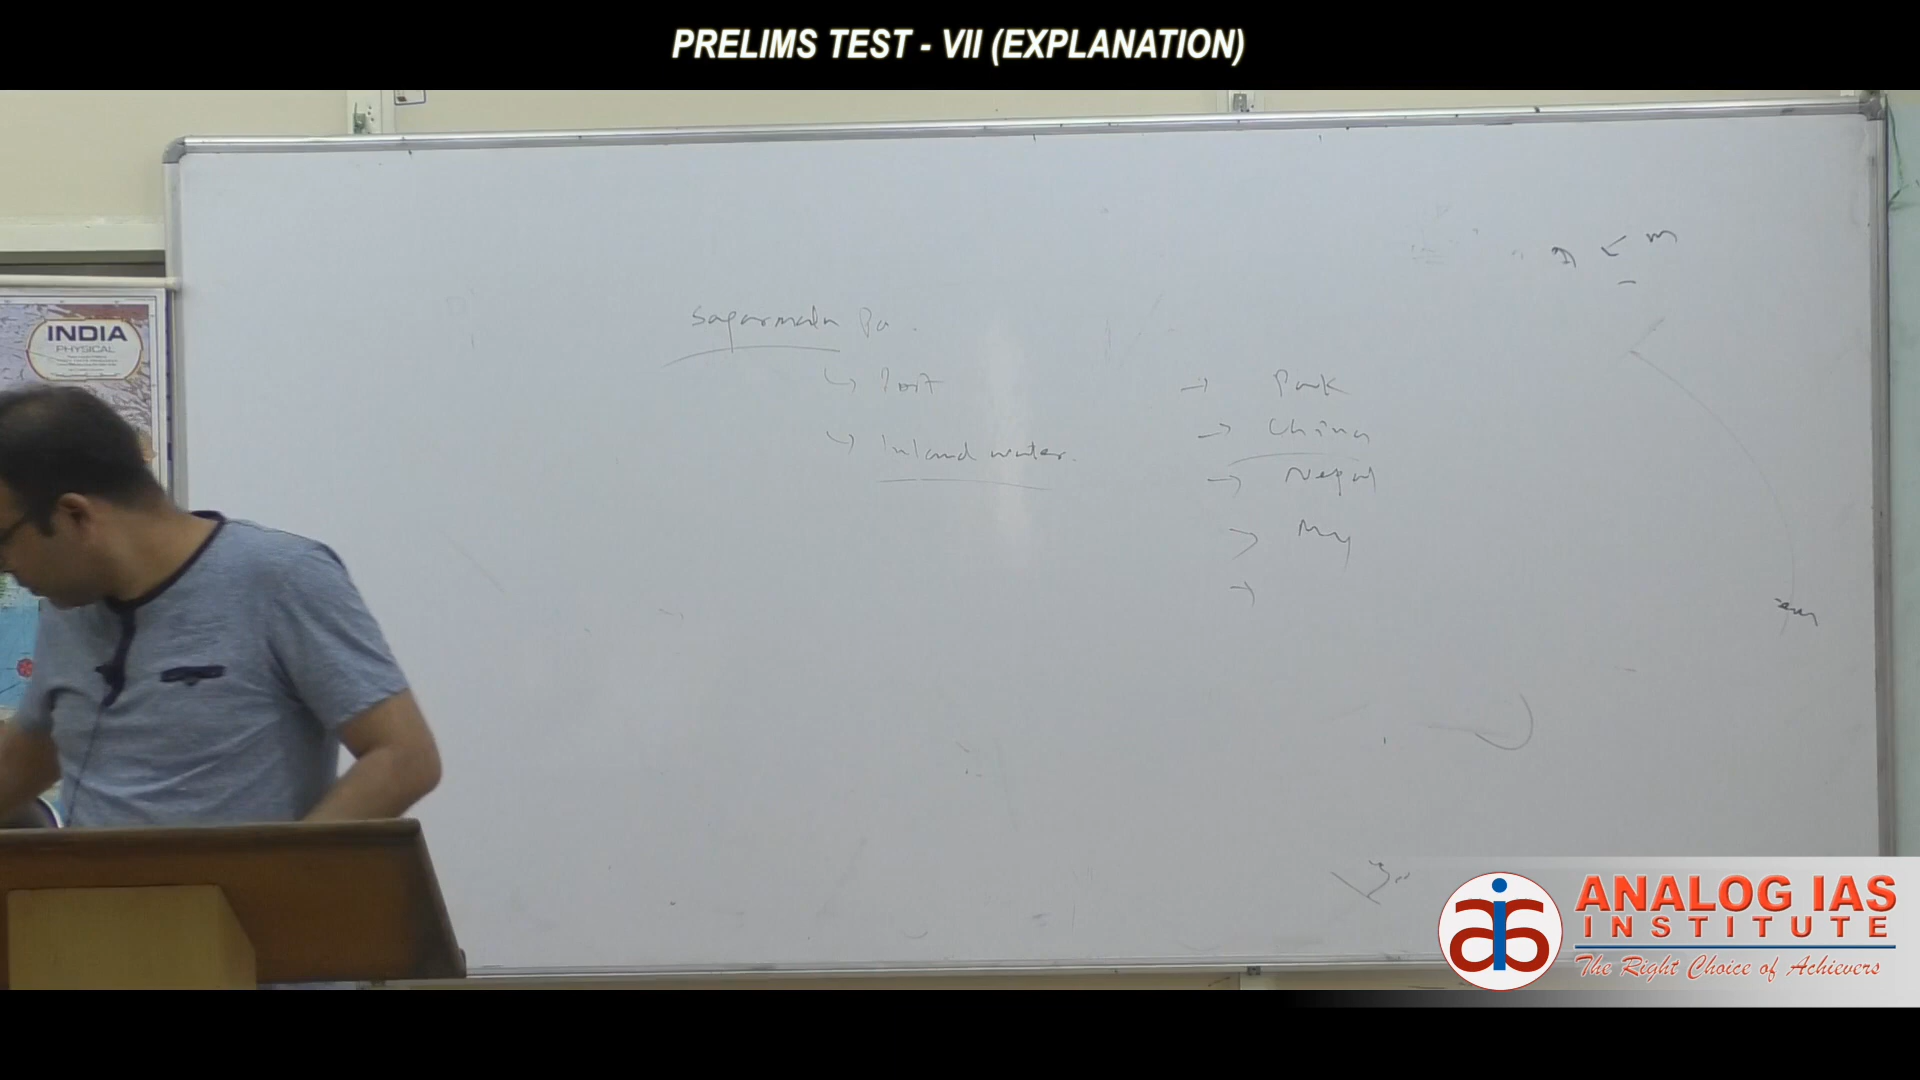 PRELIMS TEST - VII (EXPLANATION)
INDIA
PHYSICAL
Sagarmala Pa.
↳ Port
↳ Inland water.
→ Pak
→ China
→ Nepal
→ My
→
< m
ANALOG IAS
INSTITUTE
The Right Choice of Achievers